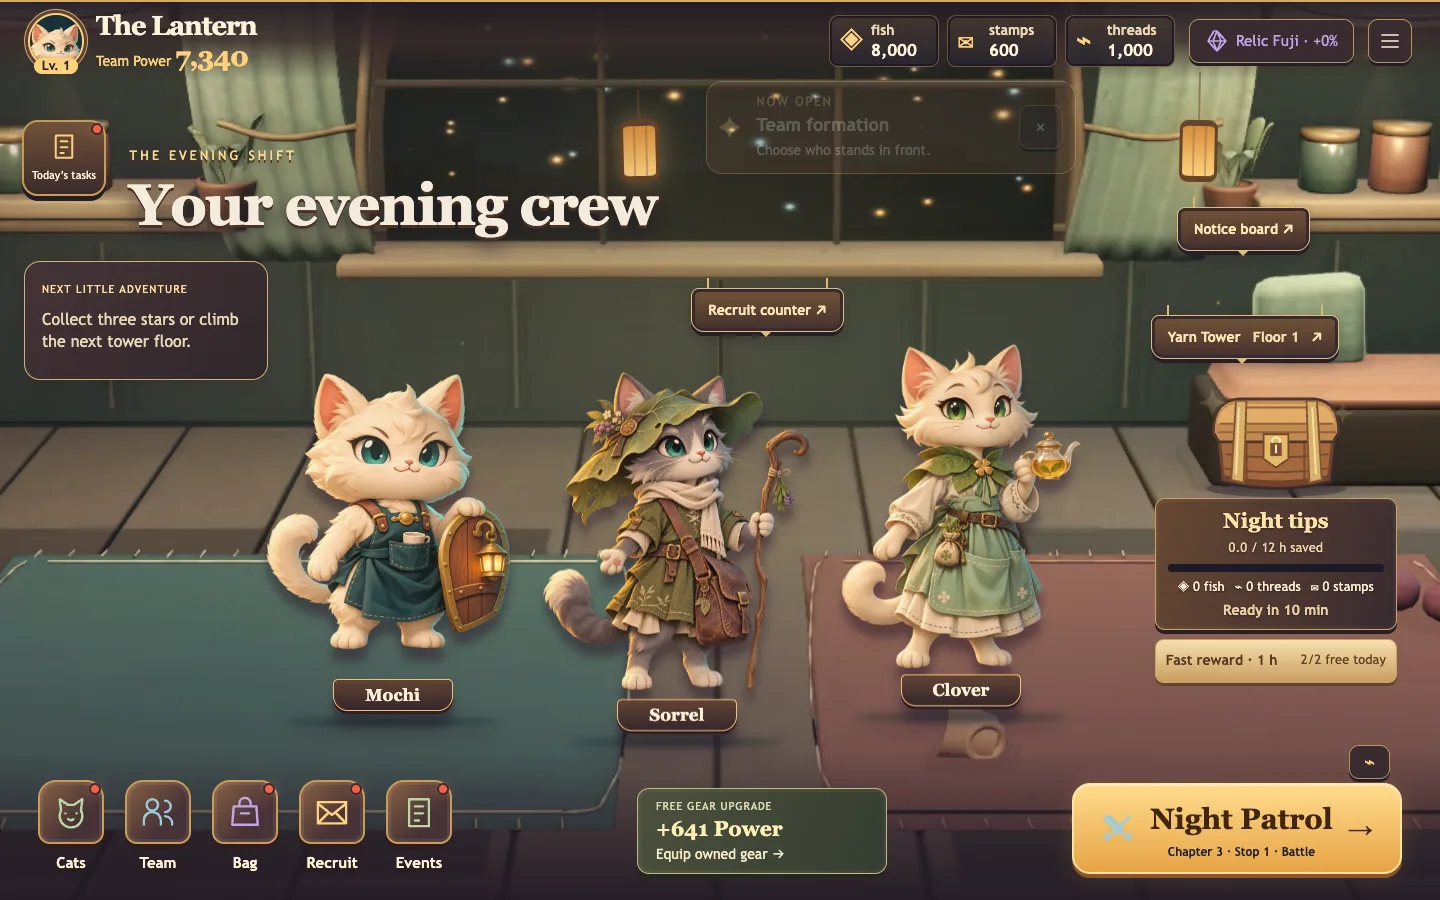 The Lantern
Team Power 7,340
Lv. 1
fish
8,000
stamps
600
threads
1,000
Relic Fuji · +0%
NOW OPEN
Team formation
Choose who stands in front.
×
Today's tasks
THE EVENING SHIFT
Your evening crew
Notice board ↗
NEXT LITTLE ADVENTURE
Collect three stars or climb
the next tower floor.
Recruit counter ↗
Yarn Tower Floor 1 ↗
Night tips
0.0 / 12 h saved
0 fish 0 threads 0 stamps
Ready in 10 min
Fast reward · 1 h 2/2 free today
Mochi
Sorrel
Clover
Cats
Team
Bag
Recruit
Events
FREE GEAR UPGRADE
+641 Power
Equip owned gear →
Night Patrol →
Chapter 3 · Stop 1 · Battle